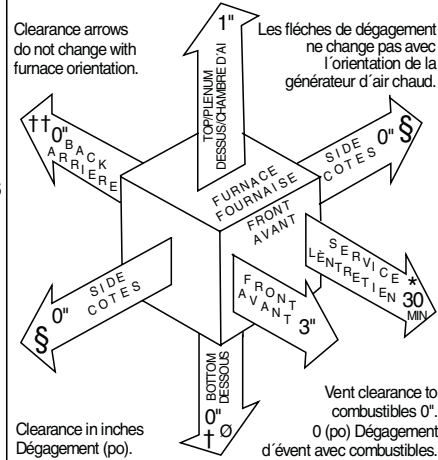 Clearance arrows
do not change with
furnace orientation.
Les fléches de dégagement
ne change pas avec
l´orientation de la
générateur d´air chaud.
1"
TOP/PLENUM
DESSUS/CHAMBRE D'AI
†† 0"
BACK
ARRIERE
SIDE
COTES
0" §
FURNACE
FOURNAISE
FRONT
AVANT
SERVICE
LÈNTRETIEN
*
30
MIN
§ 0"
SIDE
COTES
FRONT
AVANT
3"
BOTTOM
DESSOUS
0"
† Ø
Clearance in inches
Dégagement (po).
Vent clearance to
combustibles 0".
0 (po) Dégagement
d´évent avec combustibles.